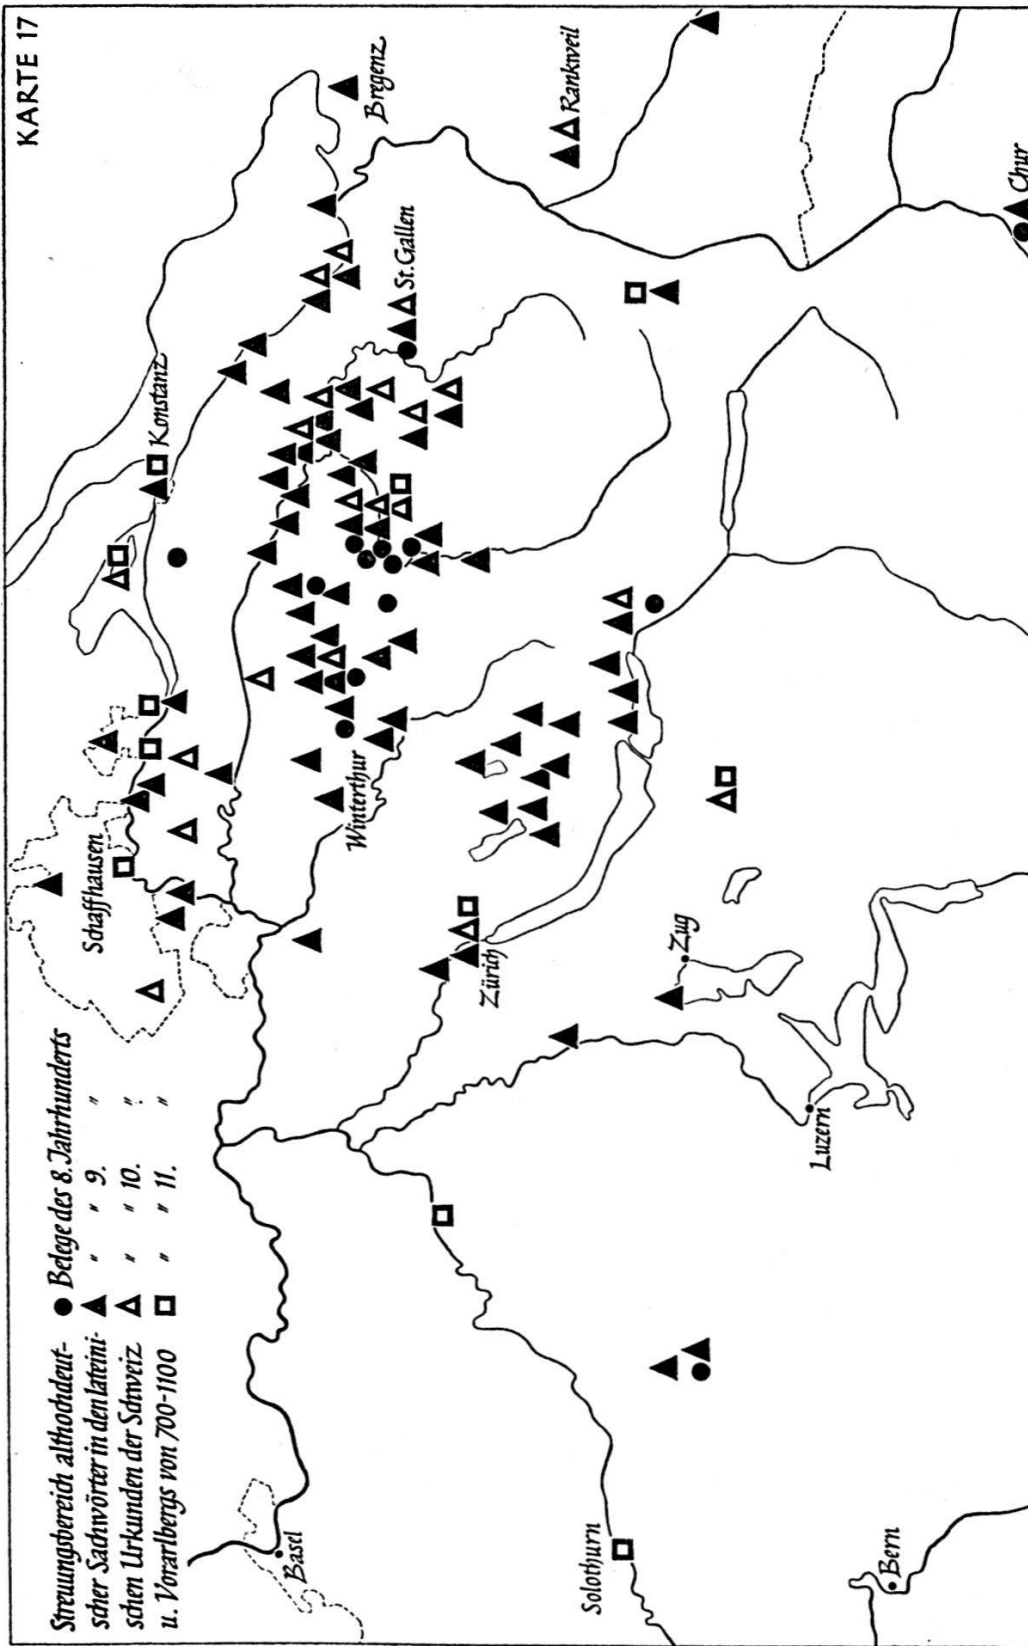 KARTE 17
Streuungsbereich althochdeut-
scher Sachwörter in den lateini-
schen Urkunden der Schweiz
u. Vorarlbergs von 700-1100
● Belege des 8. Jahrhunderts
▲ " " 9. "
△ " " 10. "
□ " " 11. "
Schaffhausen
Konstanz
Bregenz
Basel
Winterthur
St. Gallen
Rankweil
Zürich
Zug
Luzern
Solothurn
Bern
Chur